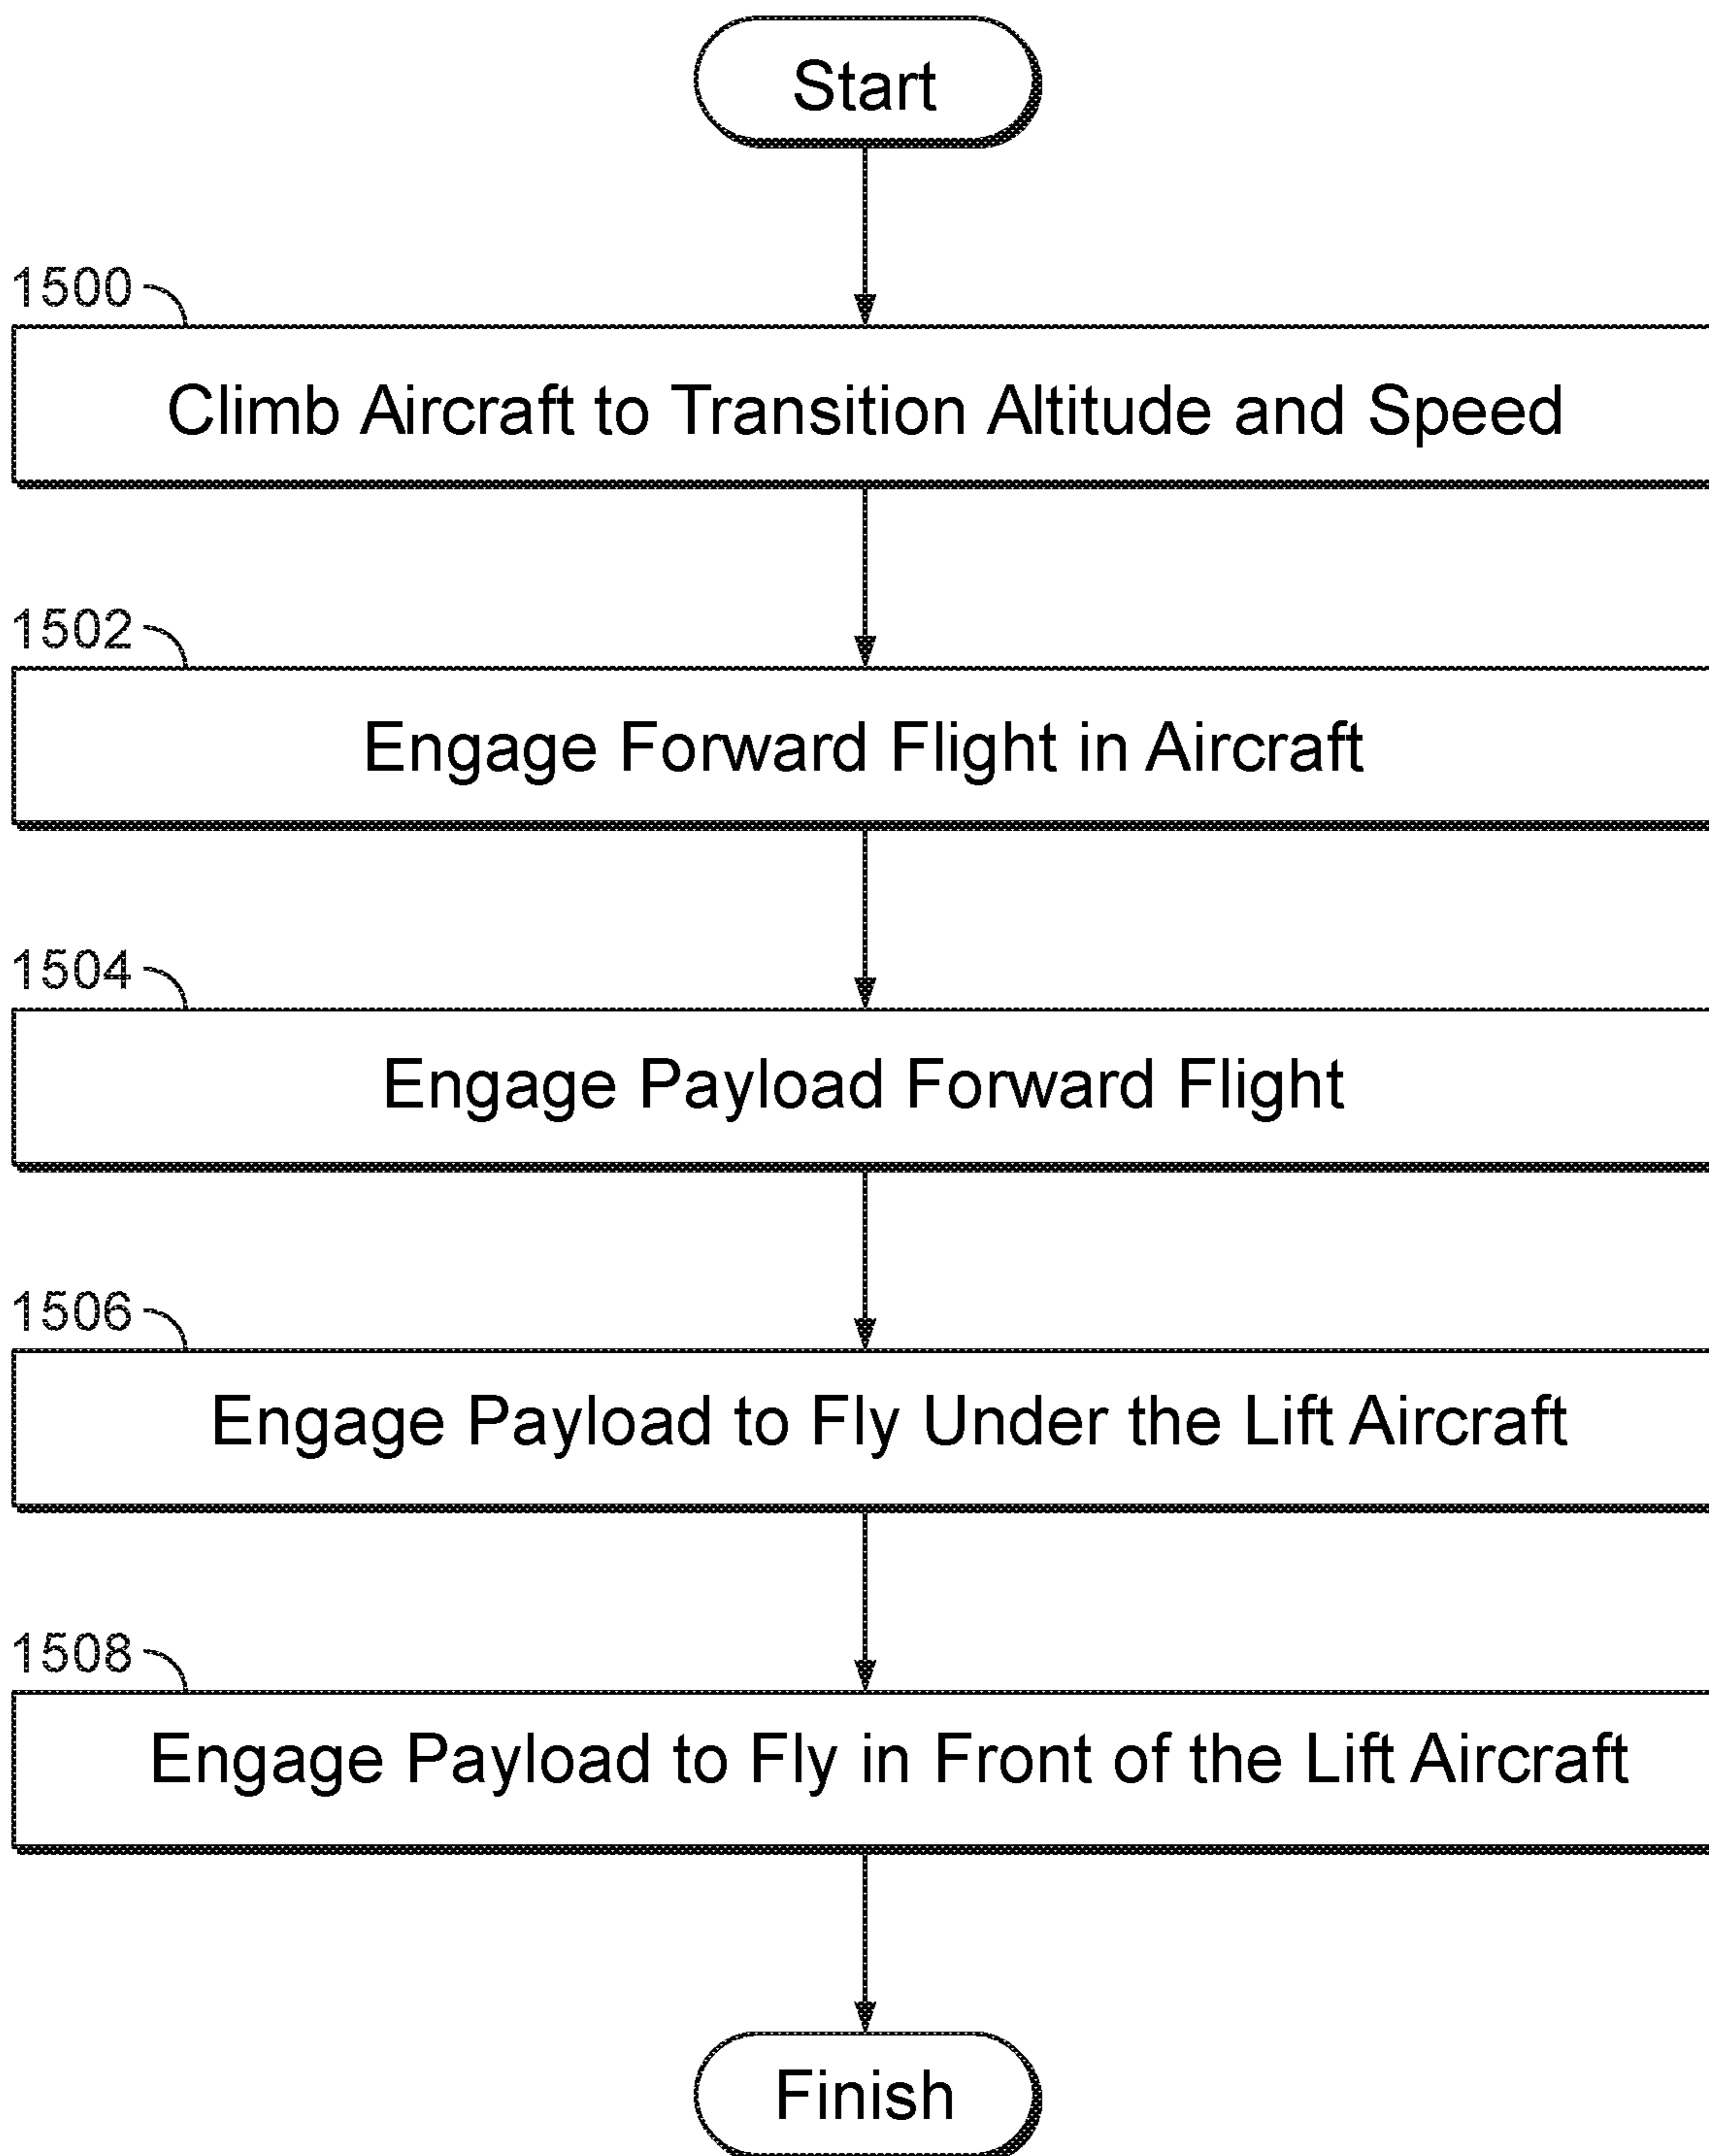 Start
1500
Climb Aircraft to Transition Altitude and Speed
1502
Engage Forward Flight in Aircraft
1504
Engage Payload Forward Flight
1506
Engage Payload to Fly Under the Lift Aircraft
1508
Engage Payload to Fly in Front of the Lift Aircraft
Finish